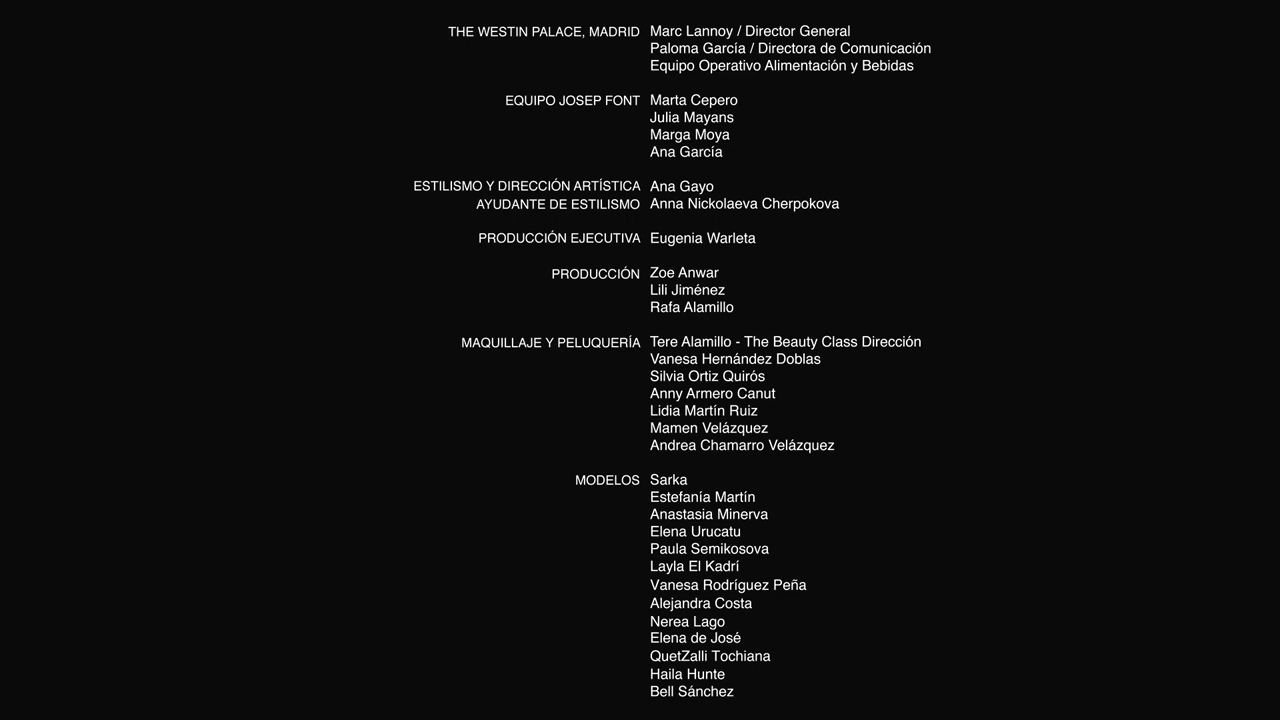 THE WESTIN PALACE, MADRID Marc Lannoy / Director General
Paloma García / Directora de Comunicación
Equipo Operativo Alimentación y Bebidas
EQUIPO JOSEP FONT Marta Cepero
Julia Mayans
Marga Moya
Ana García
ESTILISMO Y DIRECCIÓN ARTÍSTICA Ana Gayo
AYUDANTE DE ESTILISMO Anna Nickolaeva Cherpokova
PRODUCCIÓN EJECUTIVA Eugenia Warleta
PRODUCCIÓN Zoe Anwar
Lili Jiménez
Rafa Alamillo
MAQUILLAJE Y PELUQUERÍA Tere Alamillo - The Beauty Class Dirección
Vanesa Hernández Doblas
Silvia Ortiz Quirós
Anny Armero Canut
Lidia Martín Ruiz
Mamen Velázquez
Andrea Chamarro Velázquez
MODELOS Sarka
Estefanía Martín
Anastasia Minerva
Elena Urucatu
Paula Semikosova
Layla El Kadrí
Vanesa Rodríguez Peña
Alejandra Costa
Nerea Lago
Elena de José
QuetZalli Tochiana
Haila Hunte
Bell Sánchez